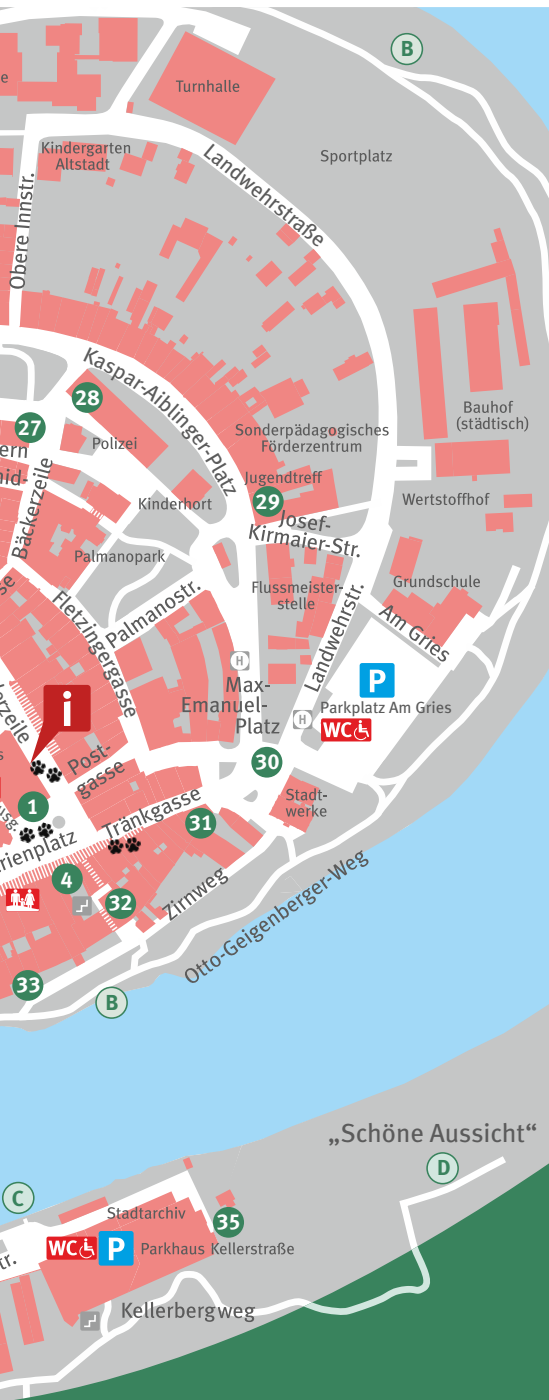 B
Turnhalle
Kindergarten
Altstadt
Sportplatz
Landwehrstraße
Obere Innstr.
Kaspar-Aiblinger-Platz
28
27
Polizei
Bäckerzeile
Sonderpädagogisches
Förderzentrum
Bauhof
(städtisch)
Jugendtreff
29
Kinderhort
Wertstoffhof
Josef-
Kirmaier-Str.
Palmanopark
Flussmeister-
stelle
Grundschule
Palmanostr.
Fletzingergasse
Landwehrstr.
Am Gries
H
P
Max-
Emanuel-
Platz
Parkplatz Am Gries
H
WC
i
Post-
gasse
30
1
Stadt-
werke
Tränkgasse
31
4
32
Zirnweg
Otto-Geigenberger-Weg
33
B
„Schöne Aussicht“
D
C
Stadtarchiv
35
WC
P
Parkhaus Kellerstraße
Kellerbergweg